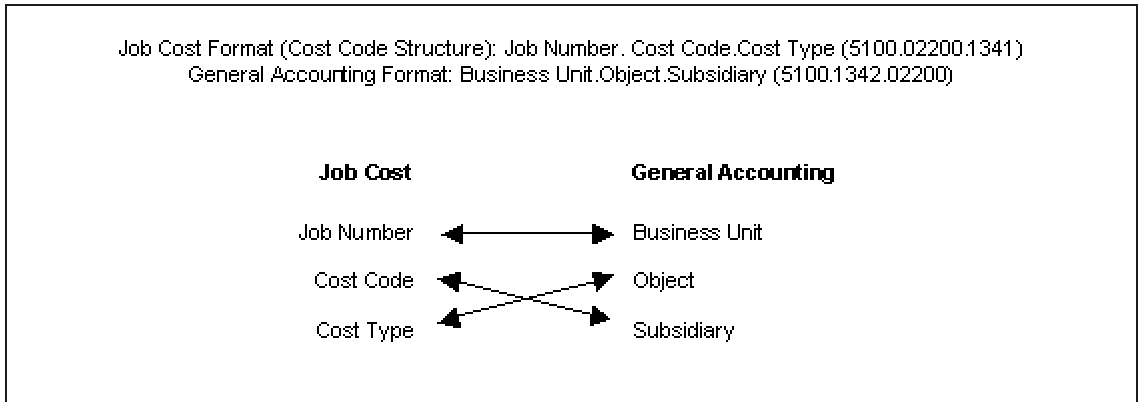 Job Cost Format (Cost Code Structure): Job Number. Cost Code.Cost Type (5100.02200.1341)
General Accounting Format: Business Unit.Object.Subsidiary (5100.1342.02200)
Job Cost General Accounting
Job Number Business Unit
Cost Code Object
Cost Type Subsidiary